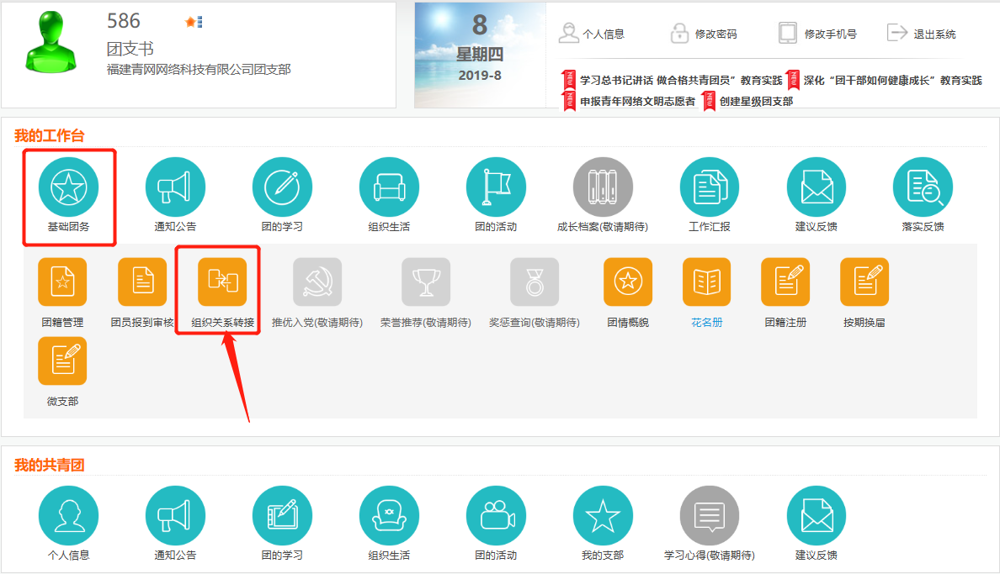 586
团支书
福建青网网络科技有限公司团支部
8
星期四
2019-8
个人信息 修改密码 修改手机号 退出系统
学习总书记讲话 做合格共青团员”教育实践 深化“团干部如何健康成长”教育实践
申报青年网络文明志愿者 创建星级团支部
我的工作台
基础团务 通知公告 团的学习 组织生活 团的活动 成长档案(敬请期待) 工作汇报 建议反馈 落实反馈
团籍管理 团员报到审核 组织关系转接 推优入党(敬请期待) 荣誉推荐(敬请期待) 奖惩查询(敬请期待) 团情概貌 花名册 团籍注册 按期换届
微支部
我的共青团
个人信息 通知公告 团的学习 组织生活 团的活动 我的支部 学习心得(敬请期待) 建议反馈